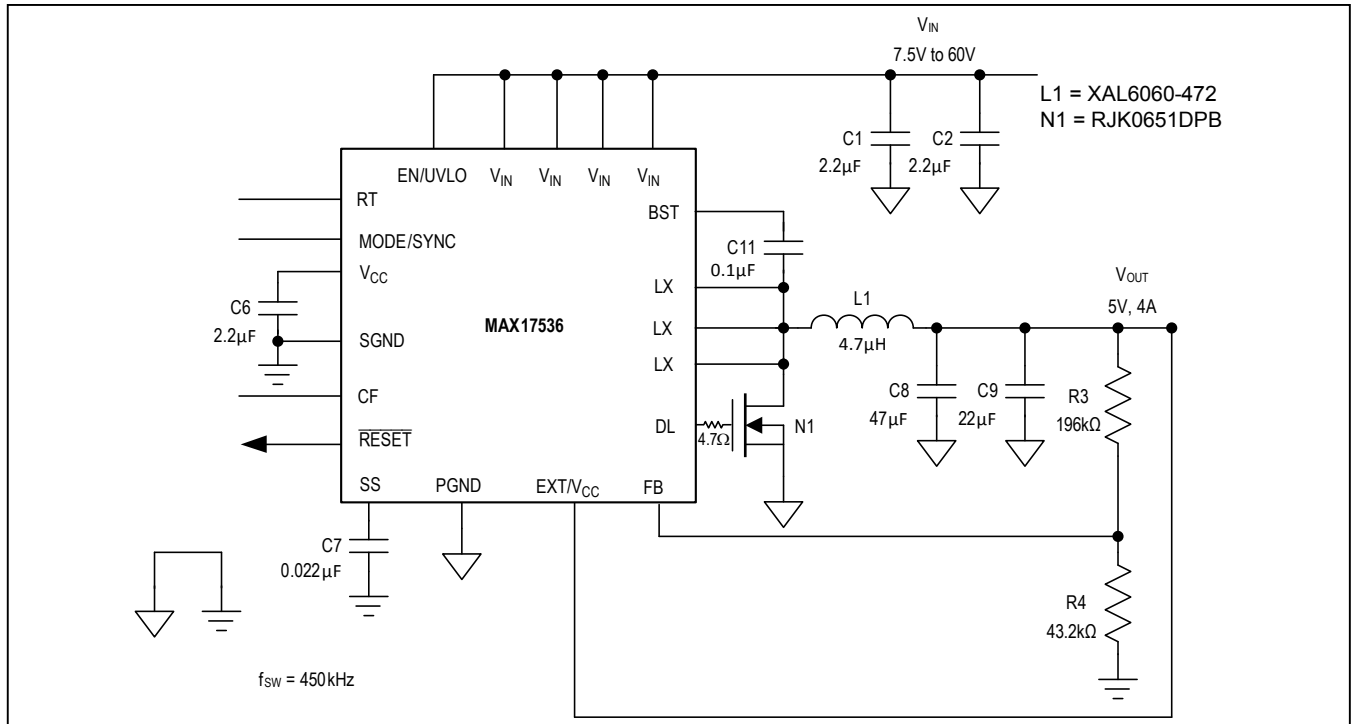 VIN
7.5V to 60V
L1 = XAL6060-472
N1 = RJK0651DPB
C1
2.2µF
C2
2.2µF
EN/UVLO
VIN
VIN
VIN
VIN
RT
BST
MODE/SYNC
C11
0.1µF
VCC
LX
L1
4.7µH
VOUT
5V, 4A
C6
2.2µF
MAX17536
LX
SGND
LX
CF
C8
47µF
C9
22µF
R3
196kΩ
DL
4.7Ω
N1
RESET
SS
PGND
EXT/VCC
FB
C7
0.022µF
R4
43.2kΩ
fSW = 450kHz